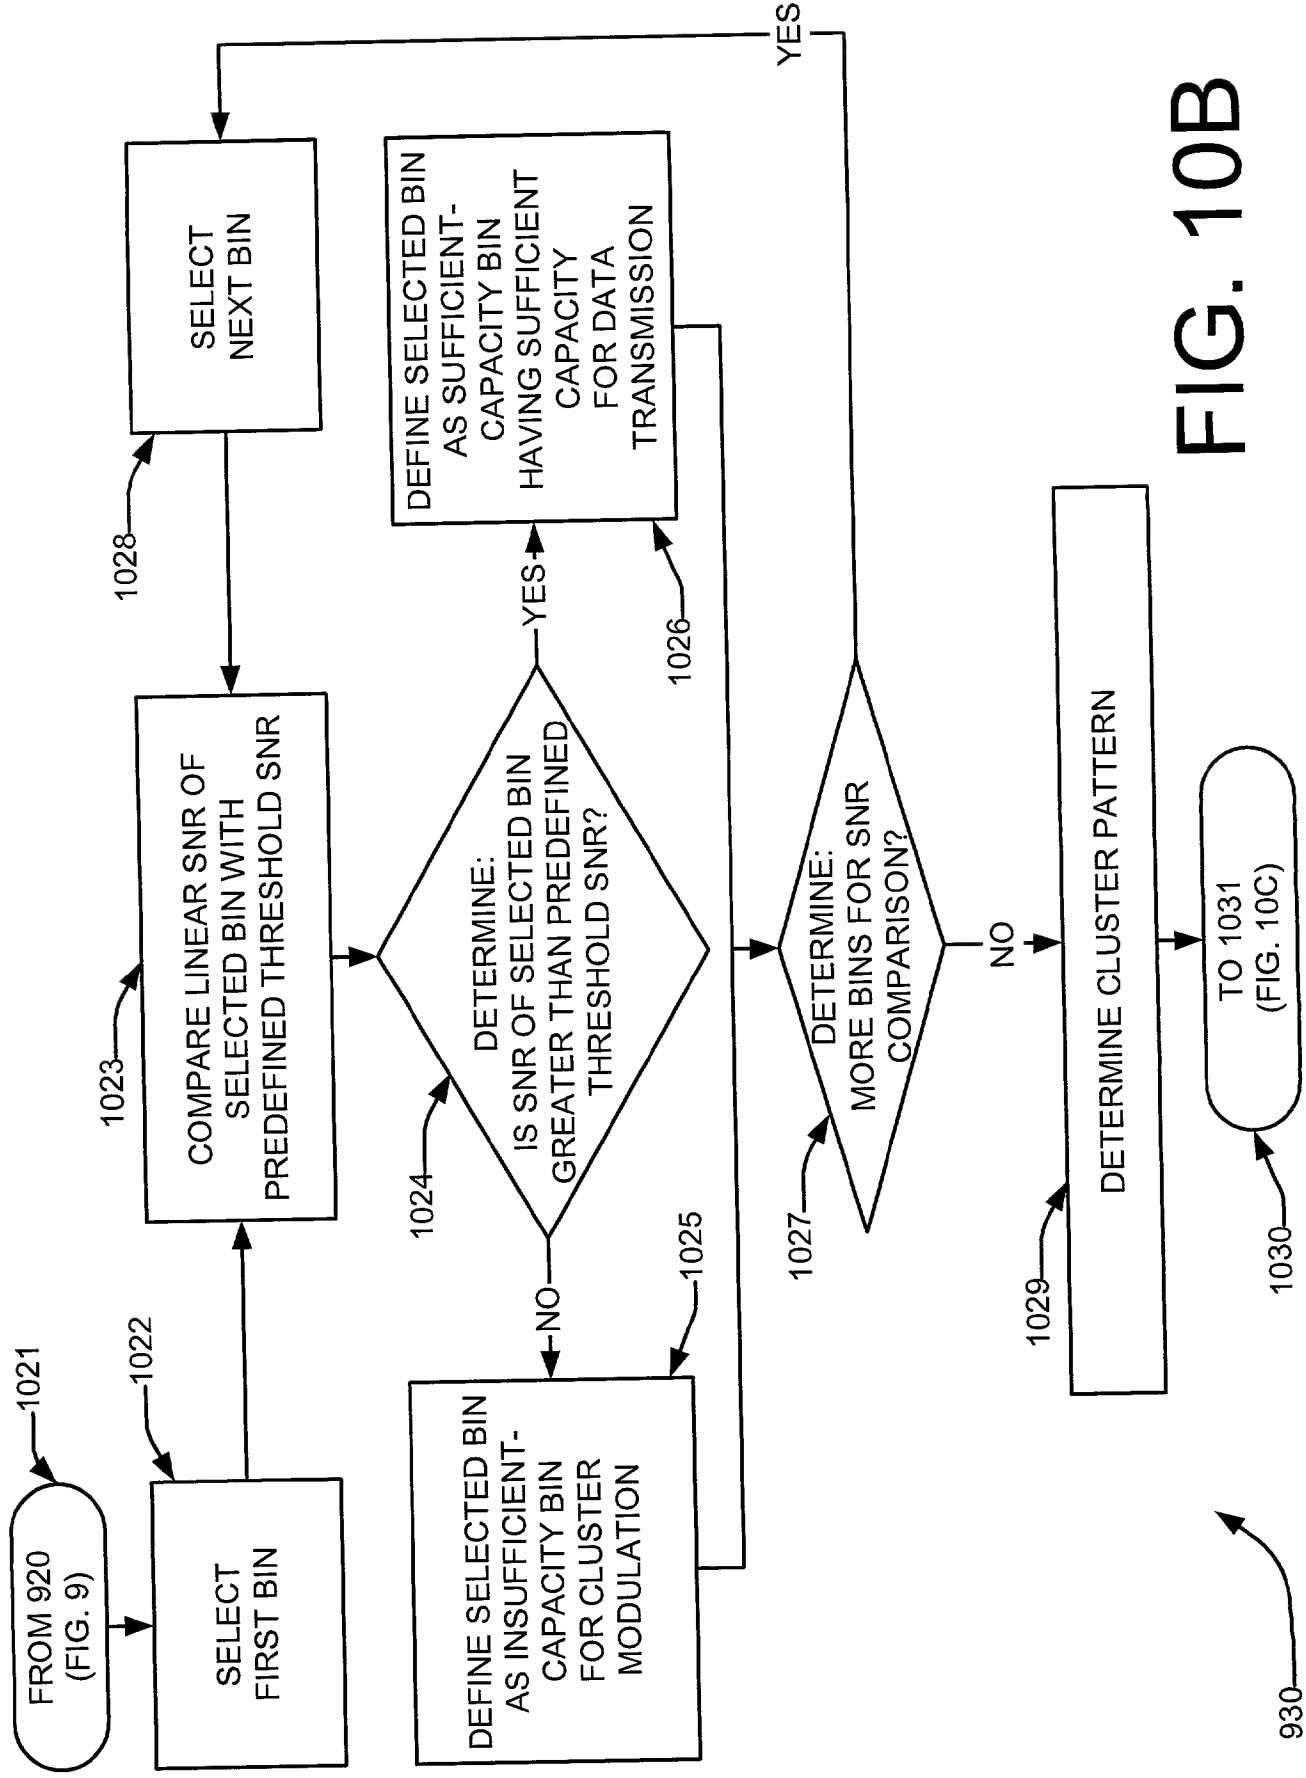 1021
FROM 920
(FIG. 9)
1022
SELECT
FIRST BIN
1023
COMPARE LINEAR SNR OF
SELECTED BIN WITH
PREDEFINED THRESHOLD SNR
1028
SELECT
NEXT BIN
1024
DETERMINE:
IS SNR OF SELECTED BIN
GREATER THAN PREDEFINED
THRESHOLD SNR?
NO
YES
1025
DEFINE SELECTED BIN
AS INSUFFICIENT-
CAPACITY BIN
FOR CLUSTER
MODULATION
1026
DEFINE SELECTED BIN
AS SUFFICIENT-
CAPACITY BIN
HAVING SUFFICIENT
CAPACITY
FOR DATA
TRANSMISSION
1027
DETERMINE:
MORE BINS FOR SNR
COMPARISON?
YES
NO
1029
DETERMINE CLUSTER PATTERN
1030
TO 1031
(FIG. 10C)
930
FIG. 10B